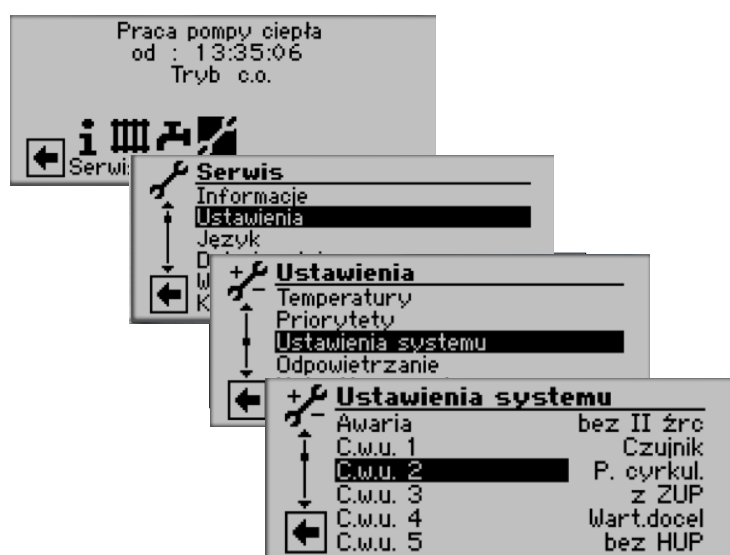 Praca pompy ciepła
od : 13:35:06
Tryb c.o.
Serwis
Informacje
Ustawienia
Język
Ustawienia
Temperatury
Priorytety
Ustawienia systemu
Odpowietrzanie
Ustawienia systemu
Awaria bez II źrc
C.w.u. 1 Czujnik
C.w.u. 2 P. cyrkul.
C.w.u. 3 z ZUP
C.w.u. 4 Wart.docel
C.w.u. 5 bez HUP